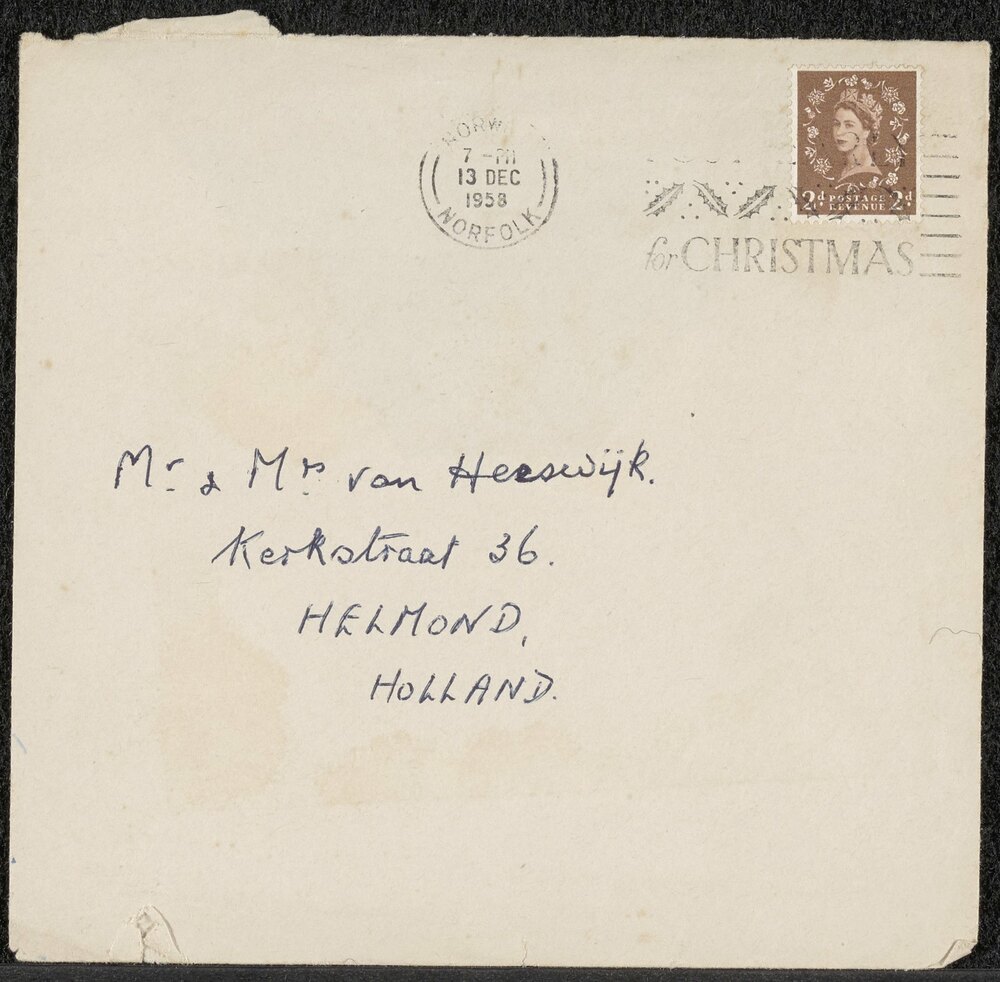 7-PM
13 DEC
1958
NORFOLK
for CHRISTMAS
2d POSTAGE 2d
REVENUE
Mr & Mrs van Heeswijk.
Kerkstraat 36.
HELMOND,
HOLLAND.